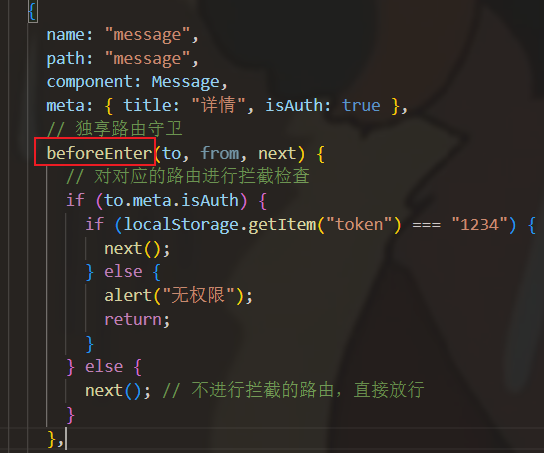 {
name: "message",
path: "message",
component: Message,
meta: { title: "详情", isAuth: true },
// 独享路由守卫
beforeEnter(to, from, next) {
// 对对应的路由进行拦截检查
if (to.meta.isAuth) {
if (localStorage.getItem("token") === "1234") {
next();
} else {
alert("无权限");
return;
}
} else {
next(); // 不进行拦截的路由，直接放行
}
},